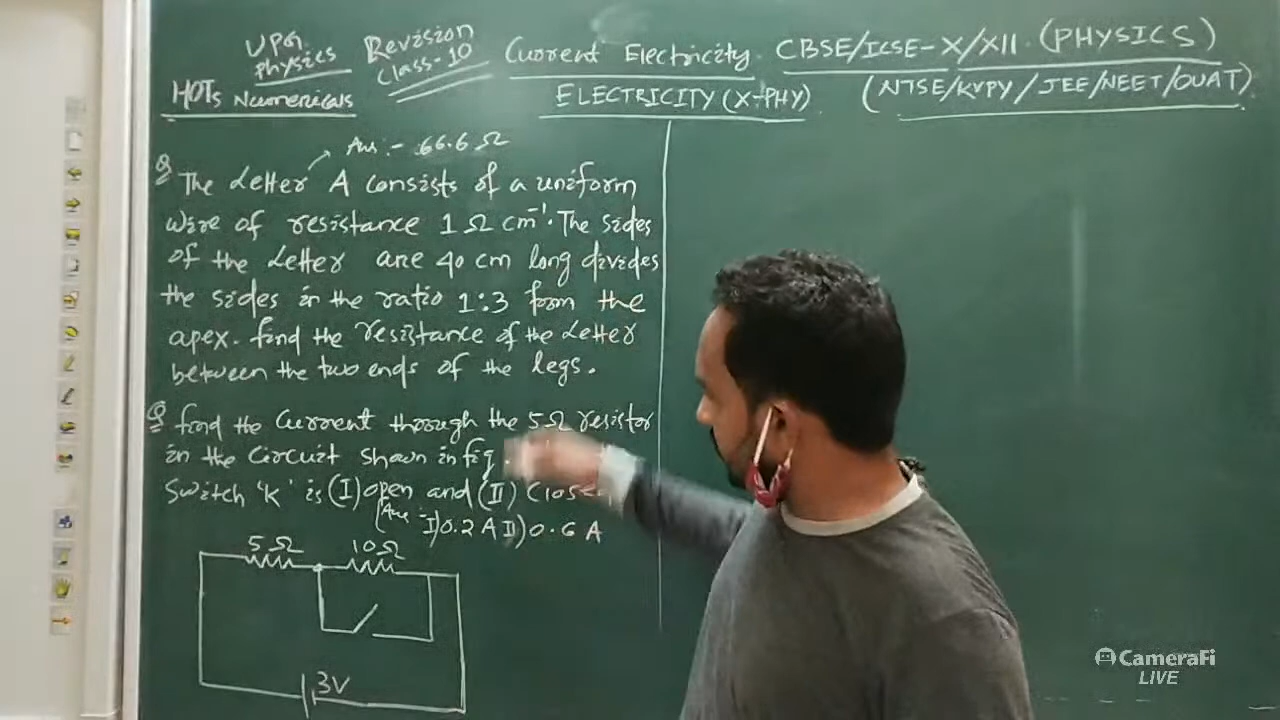 UPG
Physics
Revision
Class-10
Current Electricity
CBSE/ICSE-X/XII. (PHYSICS)
HOTs Numericals
ELECTRICITY (X-PHY)
(NTSE/KVPY/JEE/NEET/OUAT)
Ans :- 66.6 Ω
Q The Letter A consists of a uniform
wire of resistance 1 Ω cm⁻¹. The sides
of the Letter are 40 cm long divides
the sides in the ratio 1:3 form the
apex. find the resistance of the Letter
between the two ends of the legs.
Q find the current through the 5Ω resistor
in the circuit shown in fig.
Switch 'K' is (I) open and (II)
(Ans :- I) 0.2 A II) 0.6 A
5Ω 10Ω
3V
CameraFi
LIVE